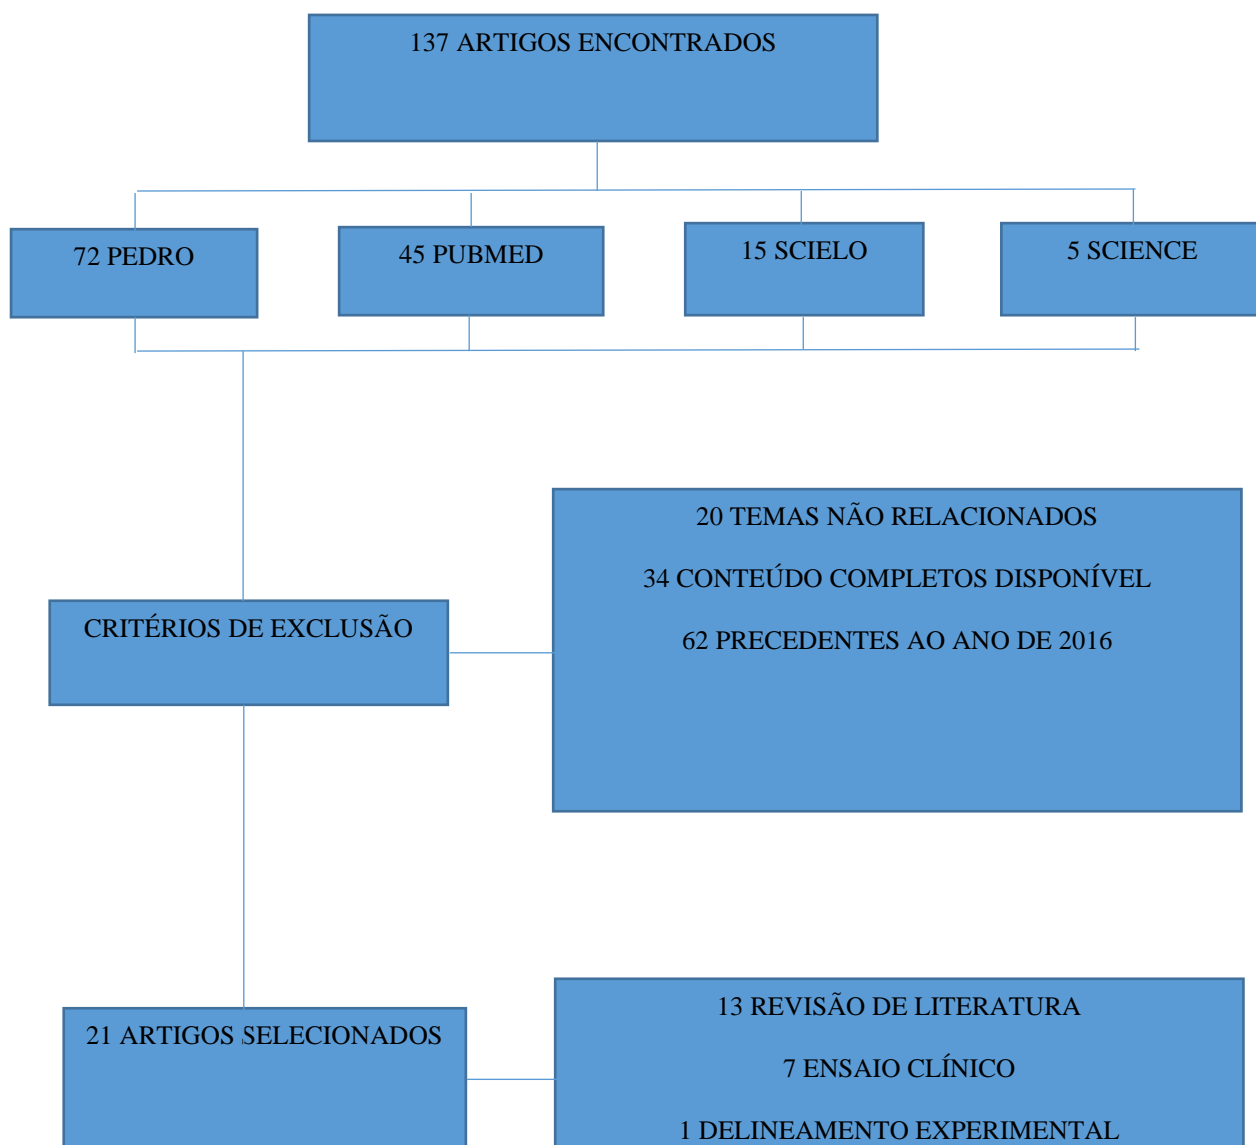 137 ARTIGOS ENCONTRADOS
72 PEDRO
45 PUBMED
15 SCIELO
5 SCIENCE
20 TEMAS NÃO RELACIONADOS
34 CONTEÚDO COMPLETOS DISPONÍVEL
62 PRECEDENTES AO ANO DE 2016
CRITÉRIOS DE EXCLUSÃO
21 ARTIGOS SELECIONADOS
13 REVISÃO DE LITERATURA
7 ENSAIO CLÍNICO
1 DELINEAMENTO EXPERIMENTAL